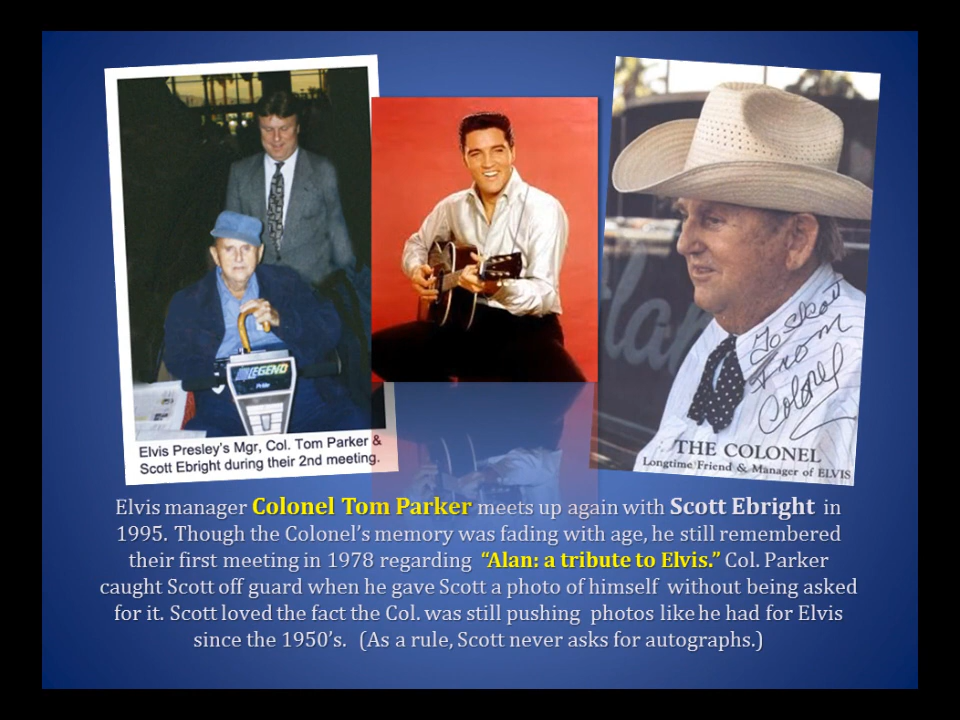 LEGEND
Pride
Elvis Presley's Mgr, Col. Tom Parker &
Scott Ebright during their 2nd meeting.
To Scott
From
Colonel
THE COLONEL
Longtime Friend & Manager of ELVIS
Elvis manager Colonel Tom Parker meets up again with Scott Ebright in
1995. Though the Colonel's memory was fading with age, he still remembered
their first meeting in 1978 regarding “Alan: a tribute to Elvis.” Col. Parker
caught Scott off guard when he gave Scott a photo of himself without being asked
for it. Scott loved the fact the Col. was still pushing photos like he had for Elvis
since the 1950's. (As a rule, Scott never asks for autographs.)